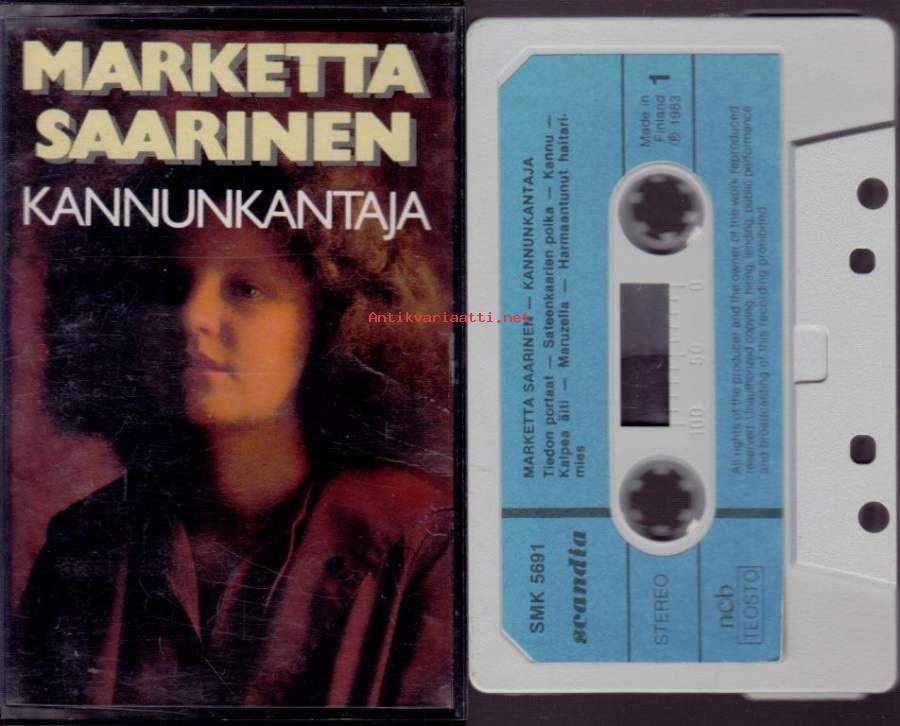 MARKETTA
SAARINEN
KANNUNKANTAJA
Antikvariaatti.net
MARKETTA SAARINEN — KANNUNKANTAJA
Tiedon portaat — Sateenkaarien polka — Kannu —
Kalpea äiti — Maruzella — Harmaantunut haitari-
mies
Made in
Finland
℗ 1983
1
0
50
100
All rights of the producer and the owner of the work reproduced
reserved. Unauthorized copying, hiring, lending, public performance
and broadcasting of this recording prohibited
SMK 5691
scandia
STEREO
ncb
TEOSTO